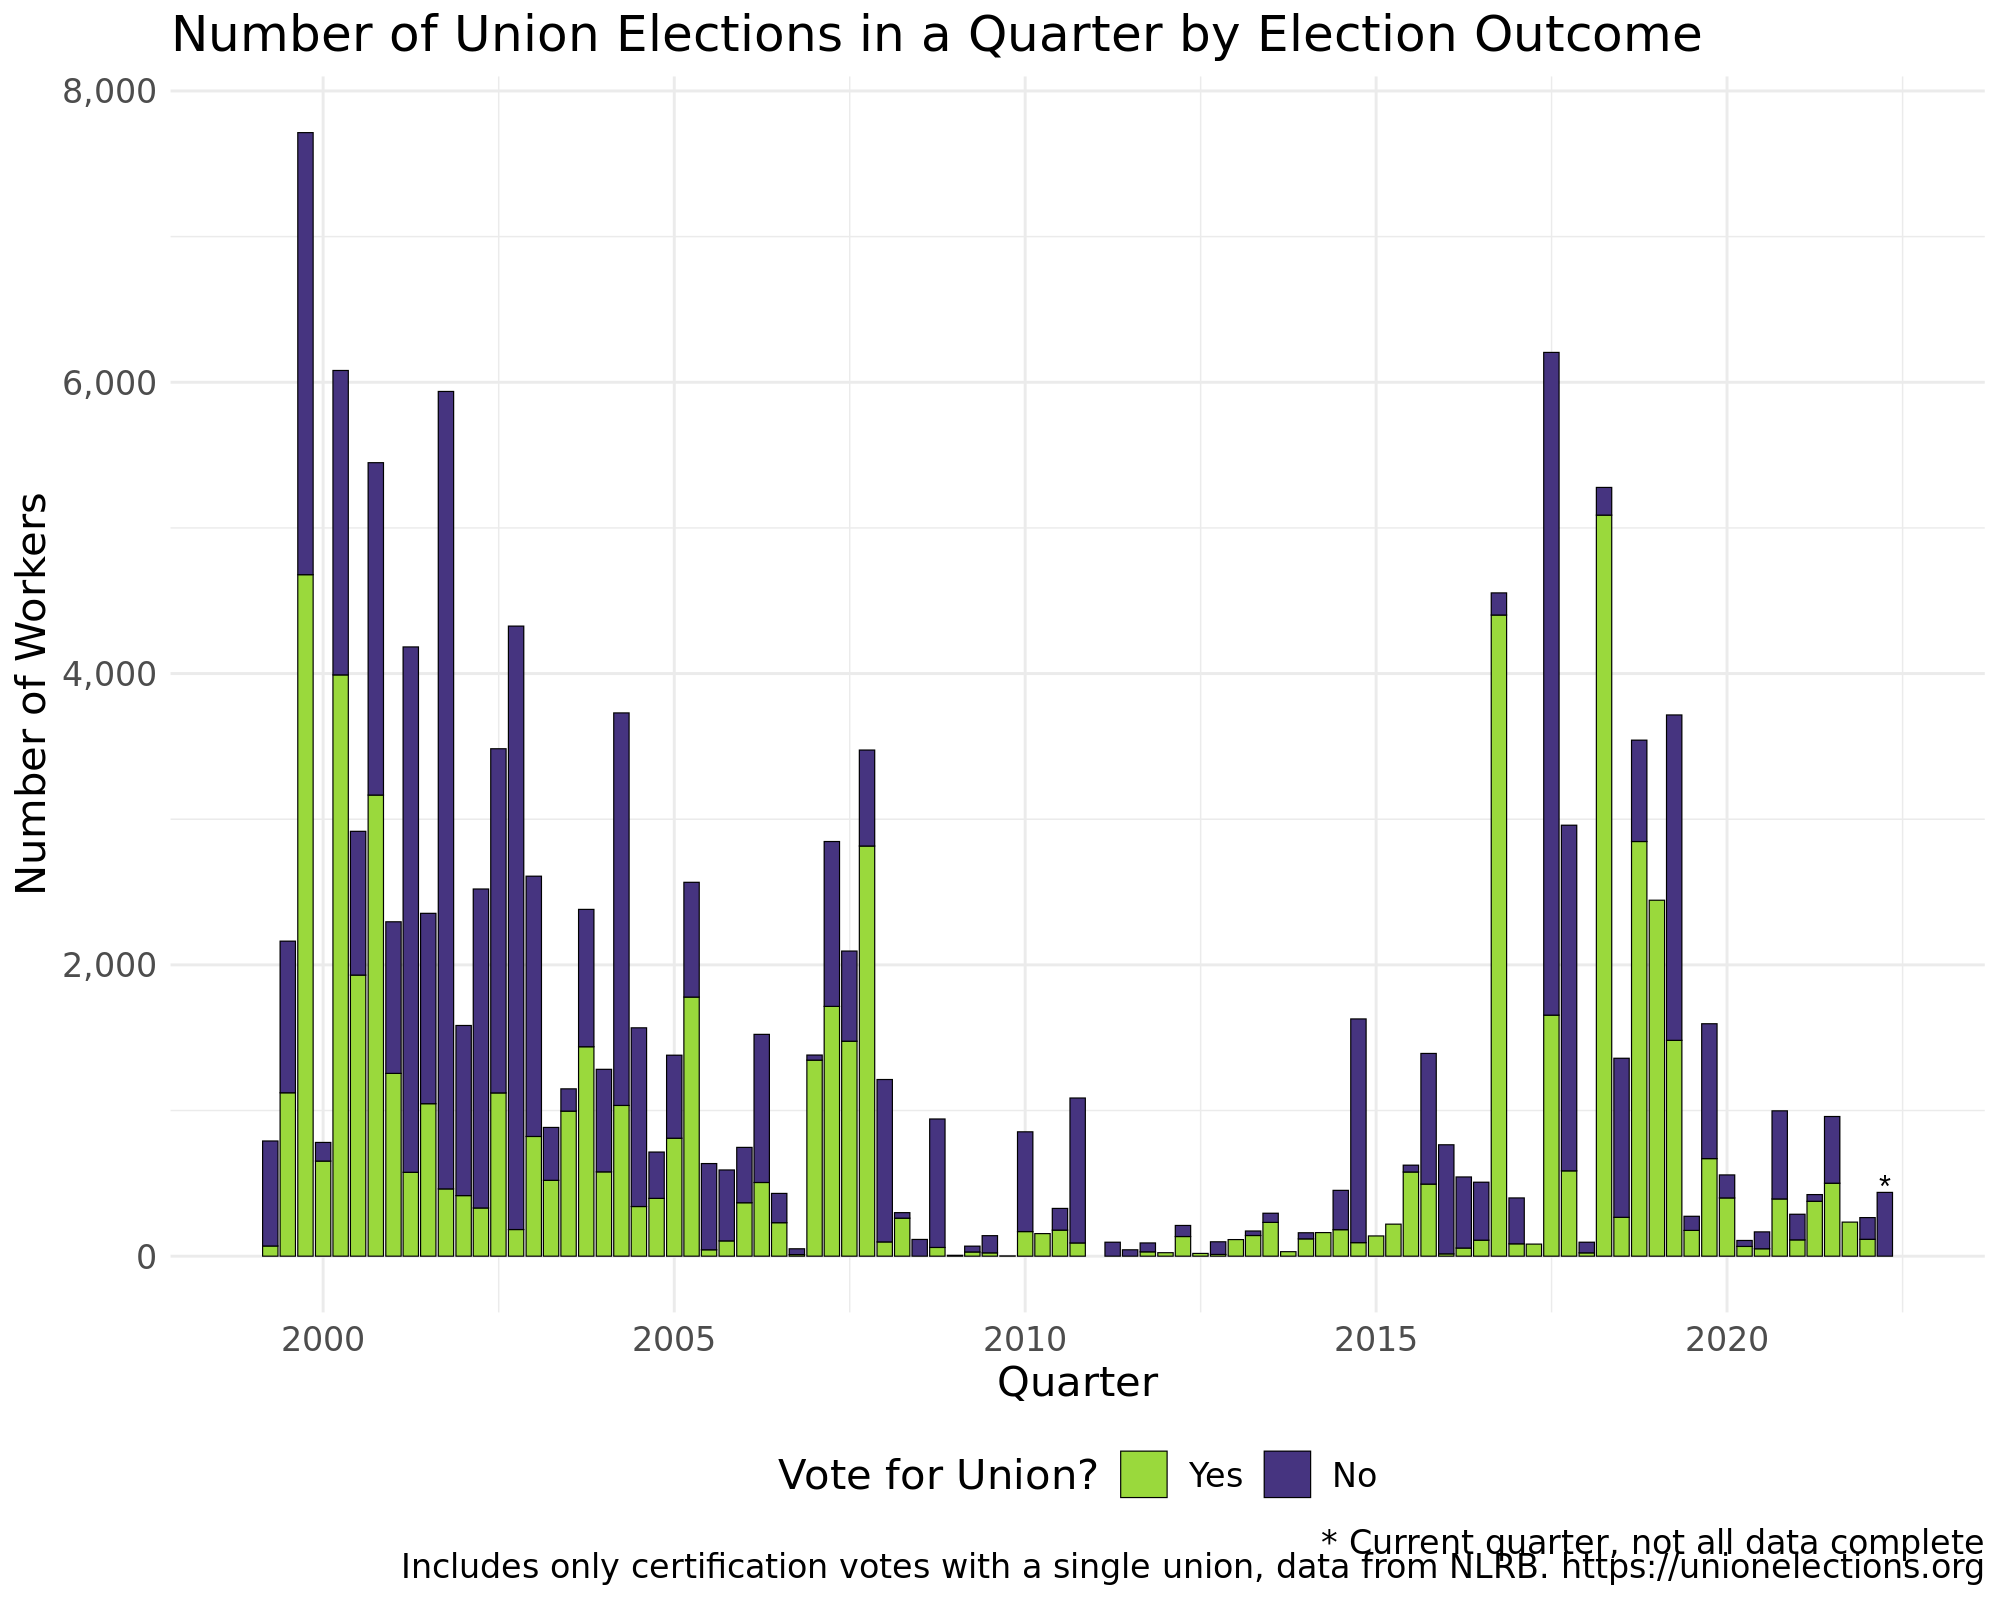 Number of Union Elections in a Quarter by Election Outcome
8,000
6,000
4,000
2,000
0
Number of Workers
*
2000 2005 2010 2015 2020
Quarter
Vote for Union? Yes No
* Current quarter, not all data complete
Includes only certification votes with a single union, data from NLRB. https://unionelections.org